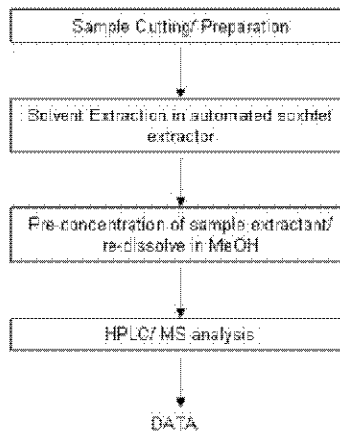 Sample Cutting/ Preparation
Solvent Extraction in automated soxhlet
extractor
Pre-concentration of sample extractant/
re-dissolve in MeOH
HPLC/ MS analysis
DATA